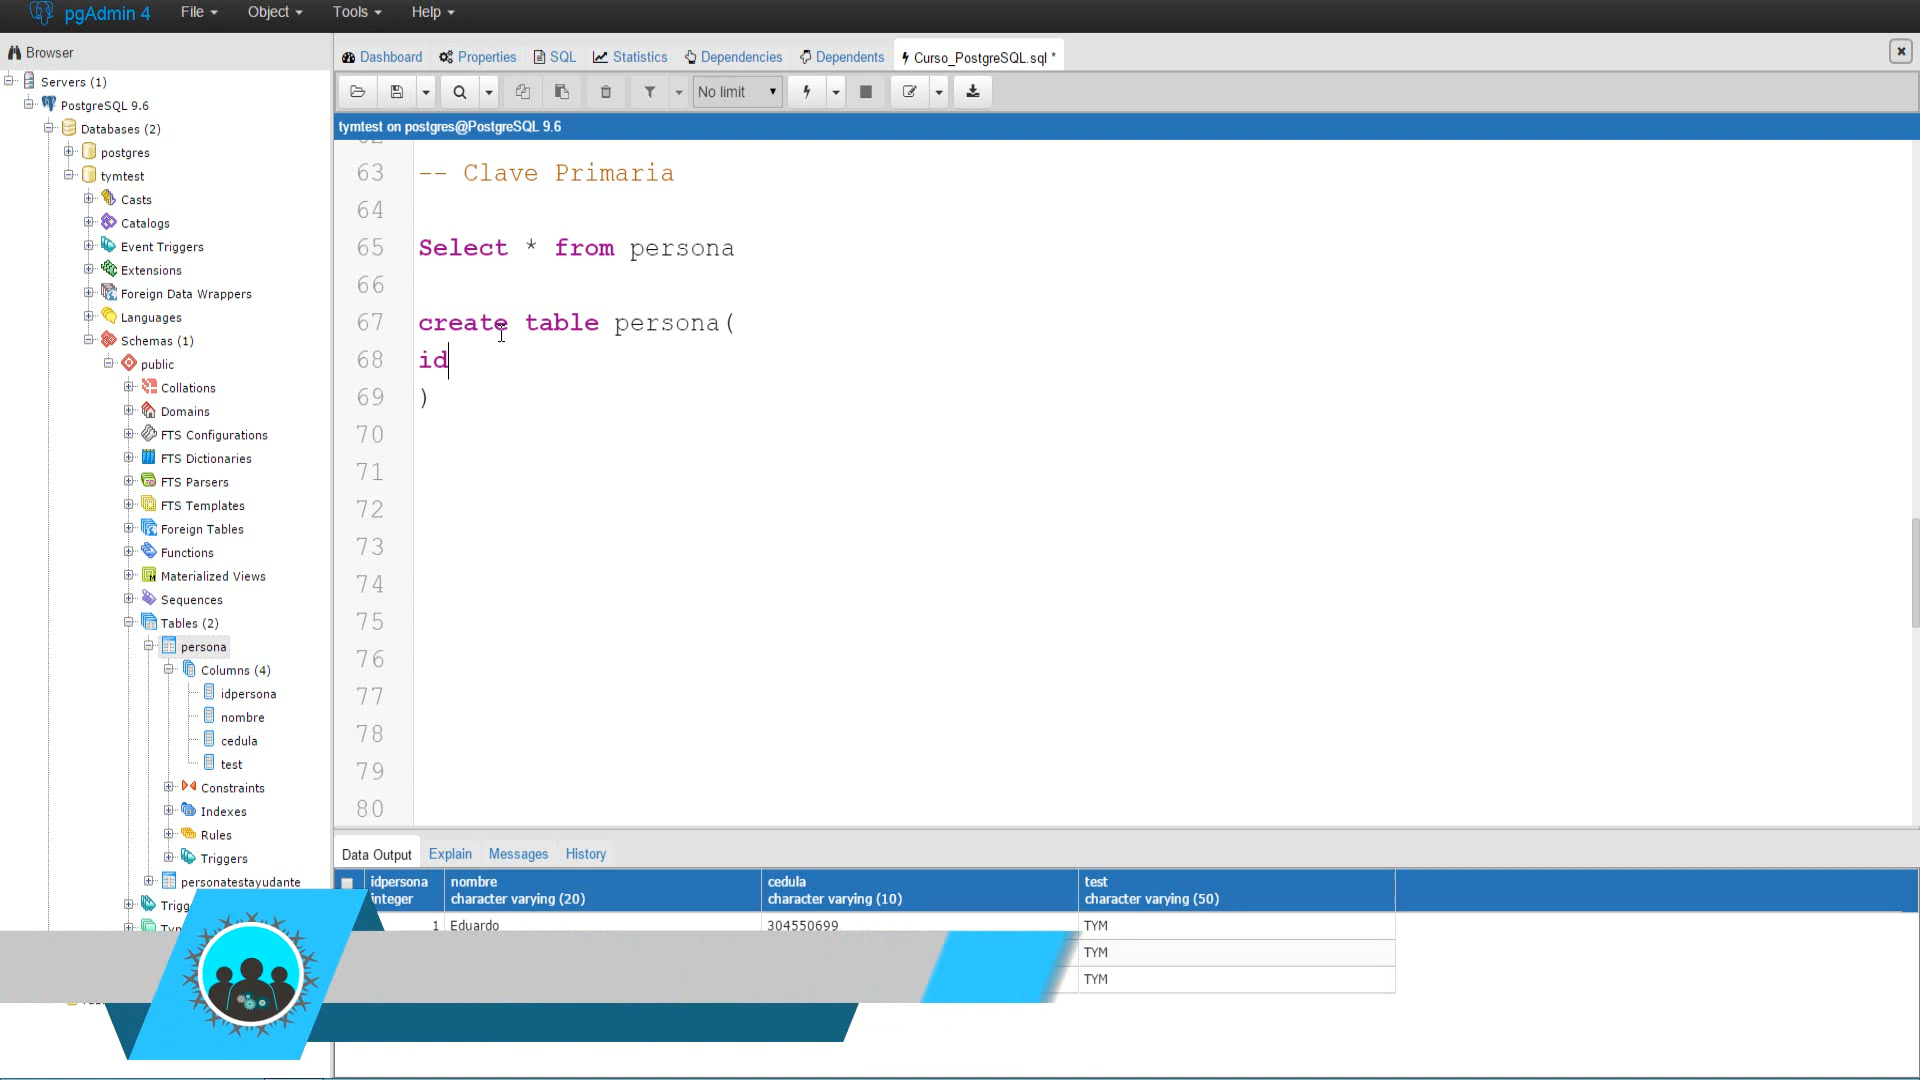 pgAdmin 4
File
Object
Tools
Help
Browser
Servers (1)
PostgreSQL 9.6
Databases (2)
postgres
tymtest
Casts
Catalogs
Event Triggers
Extensions
Foreign Data Wrappers
Languages
Schemas (1)
public
Collations
Domains
FTS Configurations
FTS Dictionaries
FTS Parsers
FTS Templates
Foreign Tables
Functions
Materialized Views
Sequences
Tables (2)
persona
Columns (4)
idpersona
nombre
cedula
test
Constraints
Indexes
Rules
Triggers
personatestayudante
Dashboard
Properties
SQL
Statistics
Dependencies
Dependents
Curso_PostgreSQL.sql *
No limit
tymtest on postgres@PostgreSQL 9.6
63 -- Clave Primaria
64
65 Select * from persona
66
67 create table persona(
68 id
69 )
70
71
72
73
74
75
76
77
78
79
80
Data Output
Explain
Messages
History
idpersona nombre cedula test
integer character varying (20) character varying (10) character varying (50)
1 Eduardo 304550699 TYM
TYM
TYM